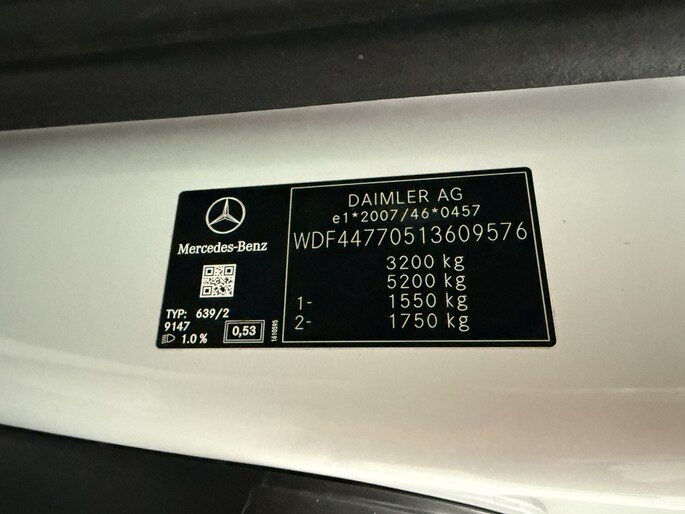 Mercedes-Benz
TYP: 639/2
9147
1.0 %
0,53
1610595
DAIMLER AG
e1*2007/46*0457
WDF44770513609576
3200 kg
5200 kg
1- 1550 kg
2- 1750 kg